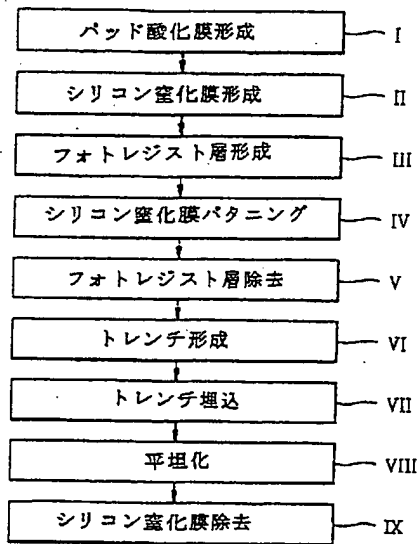 パッド酸化膜形成 I
シリコン窒化膜形成 II
フォトレジスト層形成 III
シリコン窒化膜パタニング IV
フォトレジスト層除去 V
トレンチ形成 VI
トレンチ埋込 VII
平坦化 VIII
シリコン窒化膜除去 IX